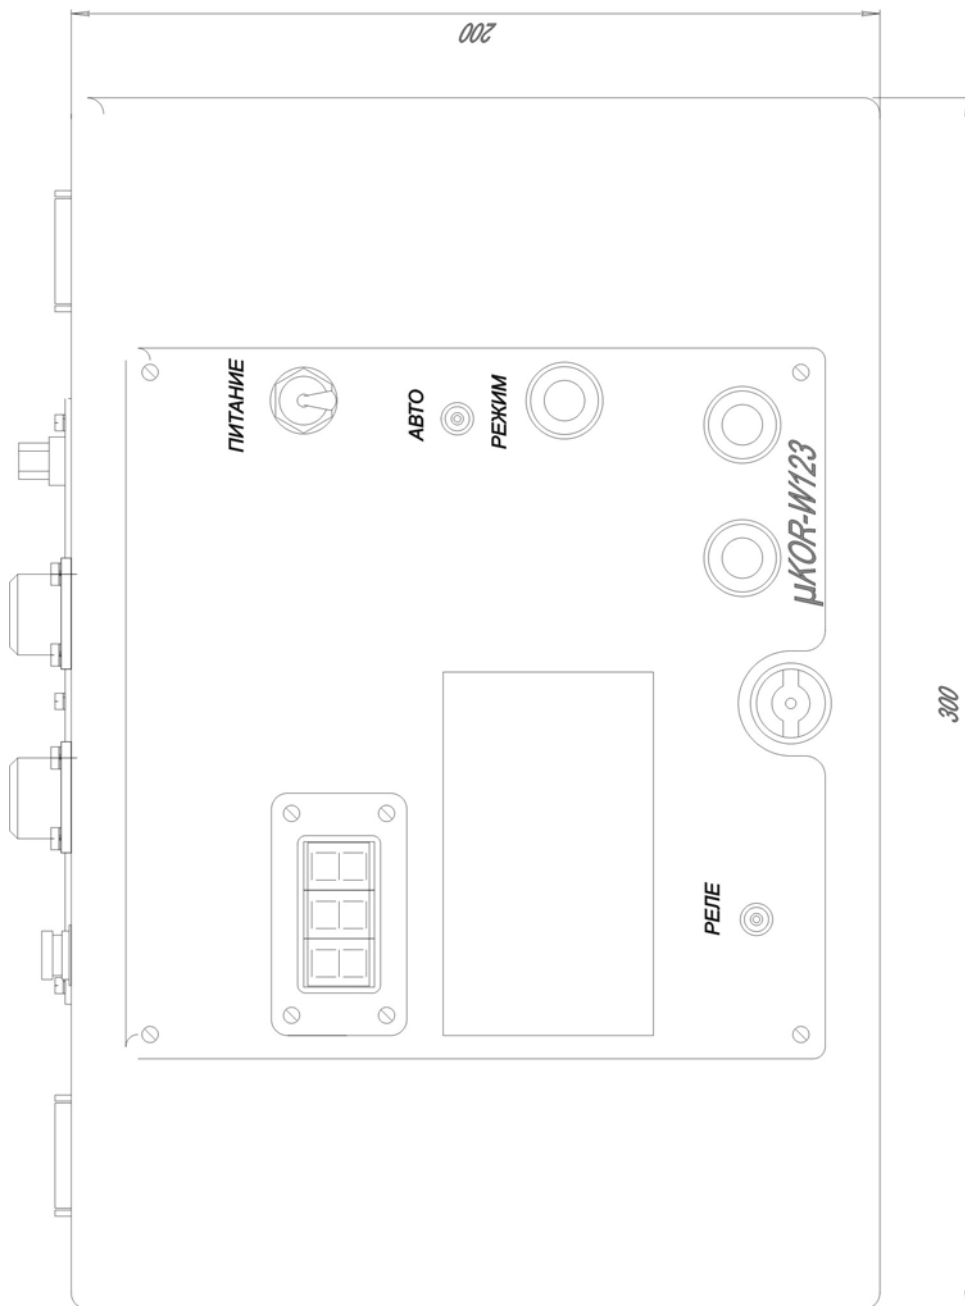 200
ПИТАНИЕ
АВТО
РЕЖИМ
µKOR-W123
300
РЕЛЕ